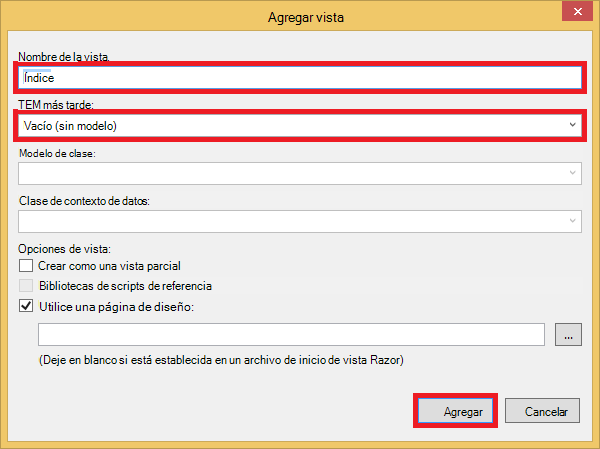 Agregar vista
Nombre de la vista.
Índice
TEM más tarde:
Vacío (sin modelo)
Modelo de clase:
Clase de contexto de datos:
Opciones de vista:
Crear como una vista parcial
Bibliotecas de scripts de referencia
Utilice una página de diseño:
...
(Deje en blanco si está establecida en un archivo de inicio de vista Razor)
Agregar
Cancelar